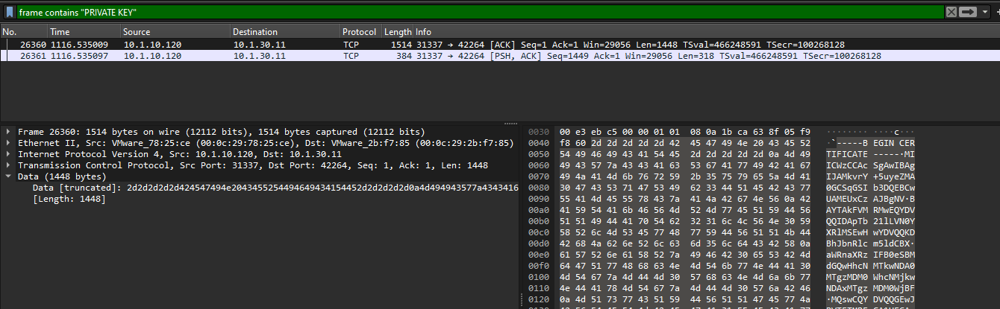 frame contains "PRIVATE KEY"
No. Time Source Destination Protocol Length Info
26360 1116.535009 10.1.10.120 10.1.30.11 TCP 1514 31337 → 42264 [ACK] Seq=1 Ack=1 Win=29056 Len=1448 TSval=466248591 TSecr=100268128
26361 1116.535097 10.1.10.120 10.1.30.11 TCP 384 31337 → 42264 [PSH, ACK] Seq=1449 Ack=1 Win=29056 Len=318 TSval=466248591 TSecr=100268128
Frame 26360: 1514 bytes on wire (12112 bits), 1514 bytes captured (12112 bits)
Ethernet II, Src: VMware_78:25:ce (00:0c:29:78:25:ce), Dst: VMware_2b:f7:85 (00:0c:29:2b:f7:85)
Internet Protocol Version 4, Src: 10.1.10.120, Dst: 10.1.30.11
Transmission Control Protocol, Src Port: 31337, Dst Port: 42264, Seq: 1, Ack: 1, Len: 1448
Data (1448 bytes)
Data [truncated]: 2d2d2d2d2d424547494e2043455254494649434154452d2d2d2d2d0a4d494943577a4343416
[Length: 1448]
0030 00 e3 eb c5 00 00 01 01 08 0a 1b ca 63 8f 05 f9 ············c···
0040 f8 60 2d 2d 2d 2d 2d 42 45 47 49 4e 20 43 45 52 ·`-----B EGIN CER
0050 54 49 46 49 43 41 54 45 2d 2d 2d 2d 2d 0a 4d 49 TIFICATE -----·MI
0060 49 43 57 7a 43 43 41 63 53 67 41 77 49 42 41 67 ICWzCCAc SgAwIBAg
0070 49 4a 41 4d 6b 76 72 59 2b 35 75 79 65 5a 4d 41 IJAMkvrY +5uyeZMA
0080 30 47 43 53 71 47 53 49 62 33 44 51 45 42 43 77 0GCSqGSI b3DQEBCw
0090 55 41 4d 45 55 78 43 7a 41 4a 42 67 4e 56 0a 42 UAMEUxCz AJBgNV·B
00a0 41 59 54 41 6b 46 56 4d 52 4d 77 45 51 59 44 56 AYTAkFVM RMwEQYDV
00b0 51 51 49 44 41 70 54 62 32 31 6c 4c 56 4e 30 59 QQIDApTb 21lLVN0Y
00c0 58 52 6c 4d 53 45 77 48 77 59 44 56 51 51 4b 44 XRlMSEwH wYDVQQKD
00d0 42 68 4a 62 6e 52 6c 63 6d 35 6c 64 43 42 58 0a BhJbnRlc m5ldCBX·
00e0 61 57 52 6e 61 58 52 7a 49 46 42 30 65 53 42 4d aWRnaXRz IFB0eSBM
00f0 64 47 51 77 48 68 63 4e 4d 54 6b 77 4e 44 41 30 dGQwHhcN MTkwNDA0
0100 4d 54 67 7a 4d 44 4d 30 57 68 63 4e 4d 6a 6b 77 MTgzMDM0 WhcNMjkw
0110 4e 44 41 78 4d 54 67 7a 4d 44 4d 30 57 6a 42 46 NDAxMTgz MDM0WjBF
0120 0a 4d 51 73 77 43 51 59 44 56 51 51 47 45 77 4a ·MQswCQY DVQQGEwJ